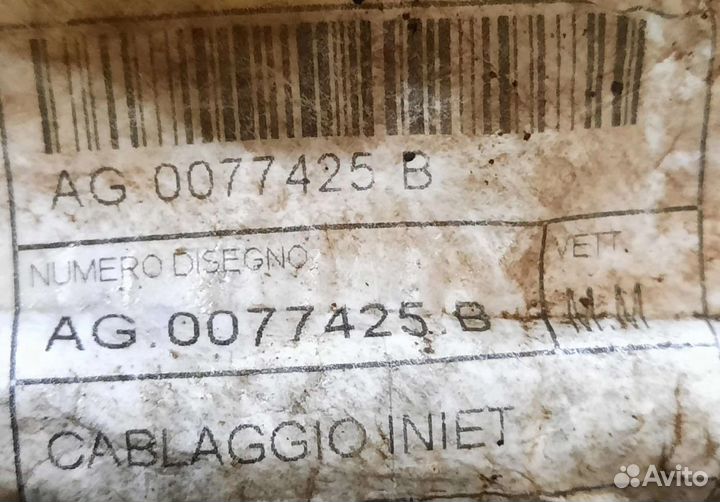 AG.0077425 B
NUMERO DISEGNO
VETT.
AG.0077425.B
M.M
CABLAGGIO INIET
Avito